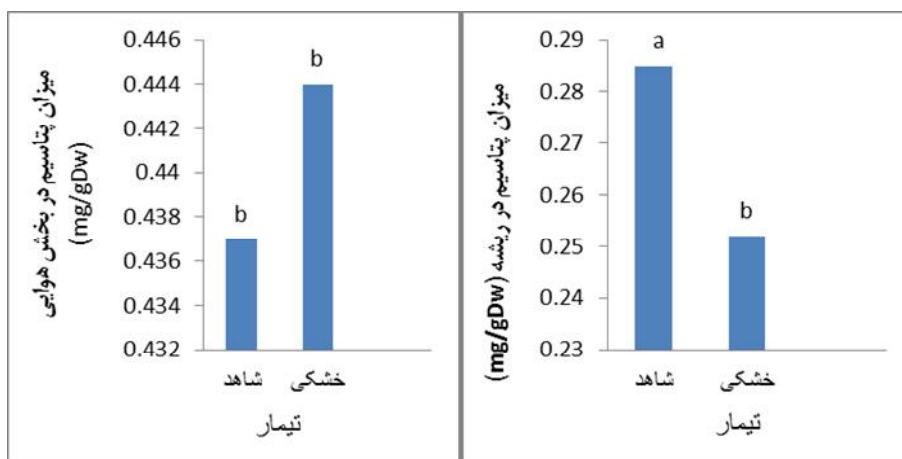 میزان پتاسیم در بخش هوایی
(mg/gDw)
0.446
0.444
0.442
0.44
0.438
0.436
0.434
0.432
b
b
شاهد
خشکی
تیمار
میزان پتاسیم در ریشه (mg/gDw)
0.29
0.28
0.27
0.26
0.25
0.24
0.23
a
b
شاهد
خشکی
تیمار